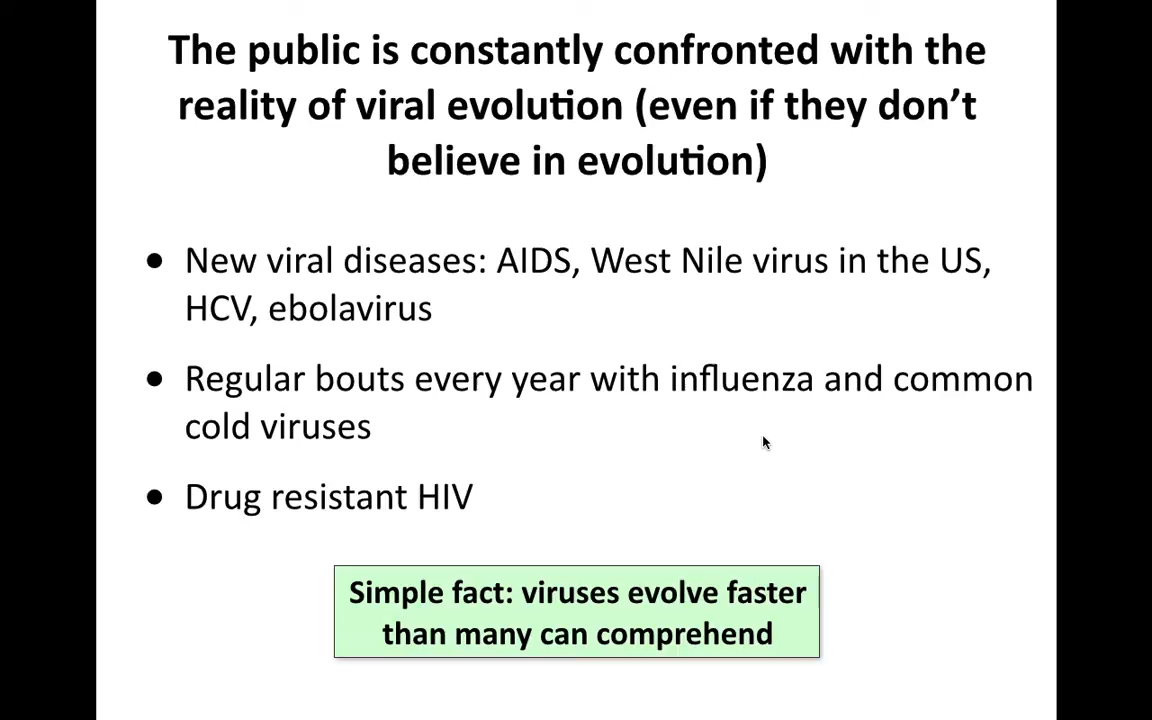 The public is constantly confronted with the
reality of viral evolution (even if they don’t
believe in evolution)
● New viral diseases: AIDS, West Nile virus in the US,
HCV, ebolavirus
● Regular bouts every year with influenza and common
cold viruses
● Drug resistant HIV
Simple fact: viruses evolve faster
than many can comprehend